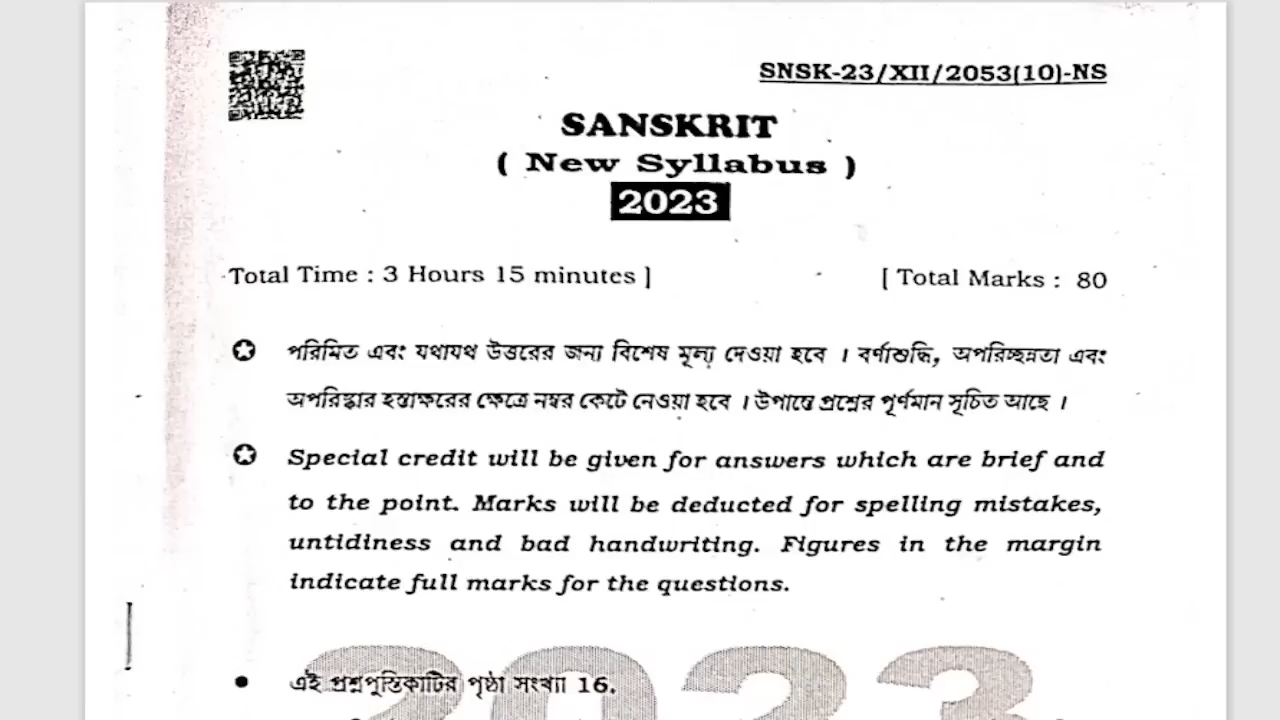 SNSK-23/XII/2053(10)-NS
SANSKRIT
( New Syllabus )
2023
Total Time : 3 Hours 15 minutes ]
[ Total Marks : 80
পরিমিত এবং যথাযথ উত্তরের জন্য বিশেষ মূল্য দেওয়া হবে । বর্ণাশুদ্ধি, অপরিচ্ছন্নতা এবং
অপরিষ্কার হস্তাক্ষরের ক্ষেত্রে নম্বর কেটে নেওয়া হবে । উপান্তে প্রশ্নের পূর্ণমান সূচিত আছে ।
Special credit will be given for answers which are brief and
to the point. Marks will be deducted for spelling mistakes,
untidiness and bad handwriting. Figures in the margin
indicate full marks for the questions.
2023
এই প্রশ্নপুস্তিকাটির পৃষ্ঠা সংখ্যা 16.